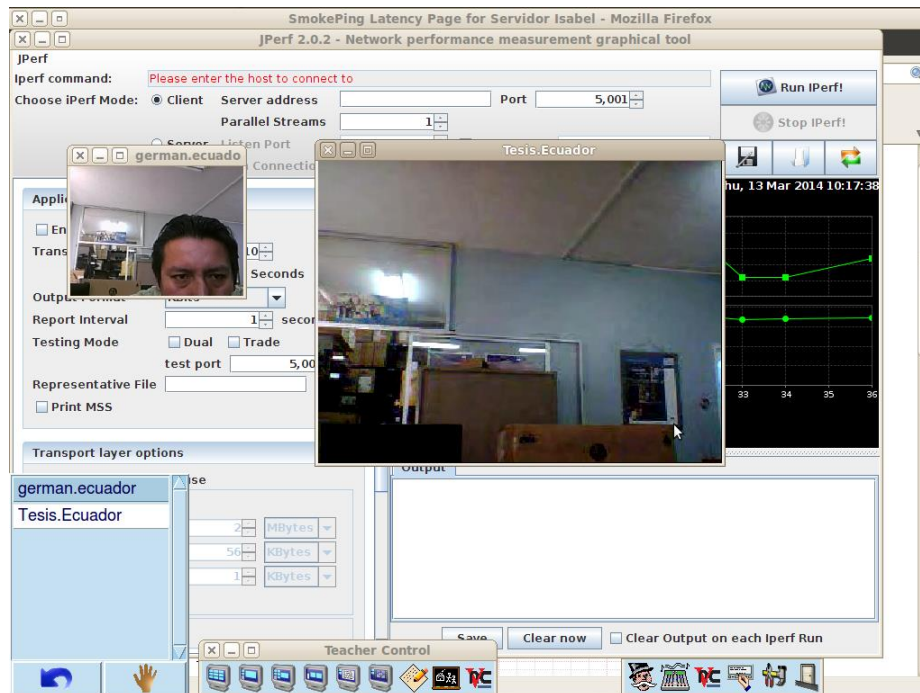 SmokePing Latency Page for Servidor Isabel - Mozilla Firefox
JPerf 2.0.2 - Network performance measurement graphical tool
JPerf
Iperf command: Please enter the host to connect to
Choose iPerf Mode: Client Server address Port 5,001
Parallel Streams 1
Server Listen Port
Connectio
Run IPerf!
Stop IPerf!
german.ecuado
Tesis.Ecuador
hu, 13 Mar 2014 10:17:38
Appli
En
Trans 10
Seconds
Output Format KBits
Report Interval 1 secon
Testing Mode Dual Trade
test port 5,00
Representative File
Print MSS
33 34 35 36
Transport layer options
use
2 MBytes
56 KBytes
1 KBytes
german.ecuador
Tesis.Ecuador
Output
Save Clear now Clear Output on each Iperf Run
Teacher Control